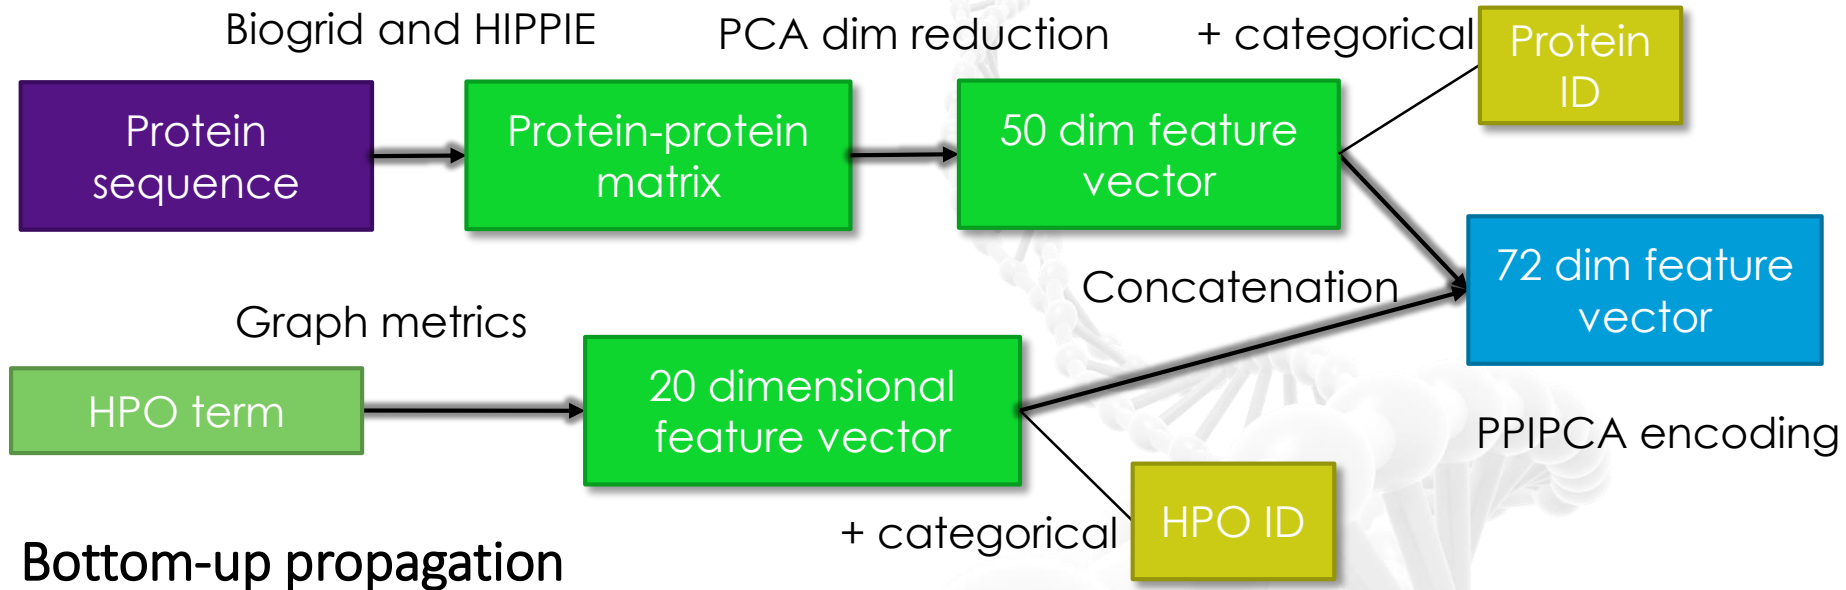 Biogrid and HIPPIE
PCA dim reduction
+ categorical
Protein
ID
Protein
sequence
Protein-protein
matrix
50 dim feature
vector
72 dim feature
vector
Concatenation
Graph metrics
HPO term
20 dimensional
feature vector
PPIPCA encoding
+ categorical
HPO ID
Bottom-up propagation